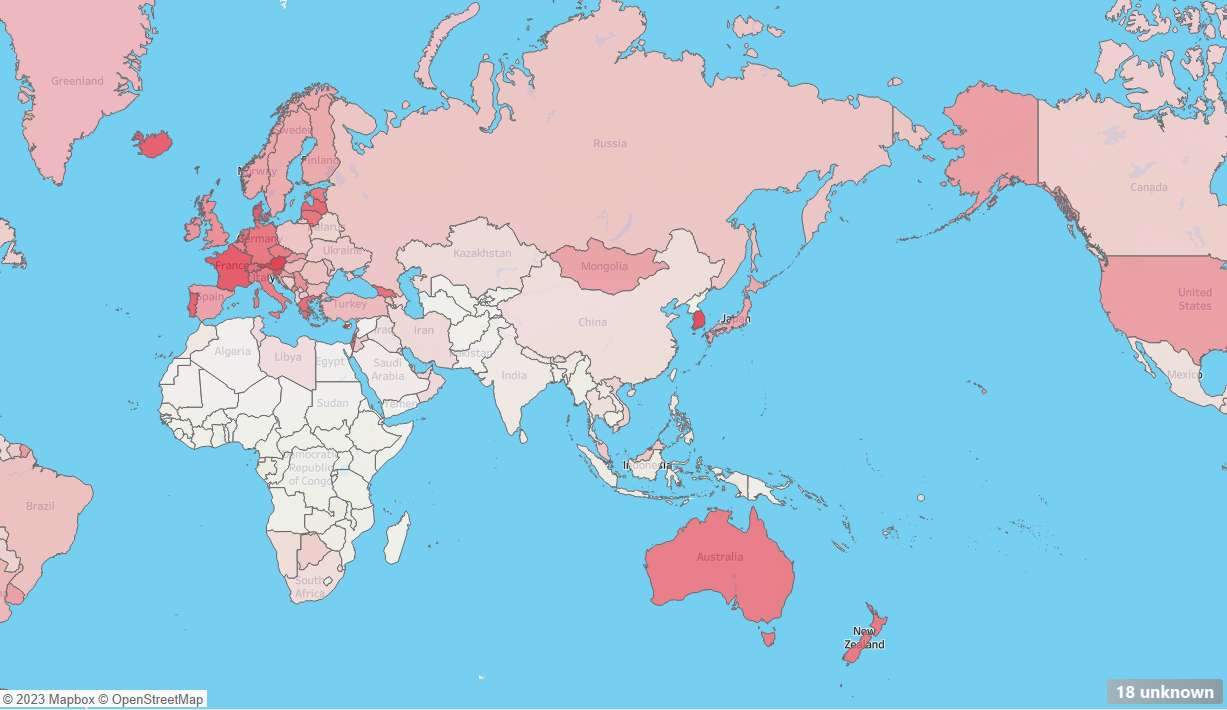 Greenland
Russia
Sweden
Finland
Norway
Canada
Belarus
Germany
Ukraine
Kazakhstan
France
Mongolia
Italy
Spain
Turkey
United
States
Japan
China
Iran
Iraq
Algeria
Libya
Egypt
Pakistan
Saudi
Arabia
India
Mexico
Sudan
Yemen
Democratic
Republic
of Congo
Indonesia
Brazil
Australia
South
Africa
New
Zealand
18 unknown
© 2023 Mapbox © OpenStreetMap